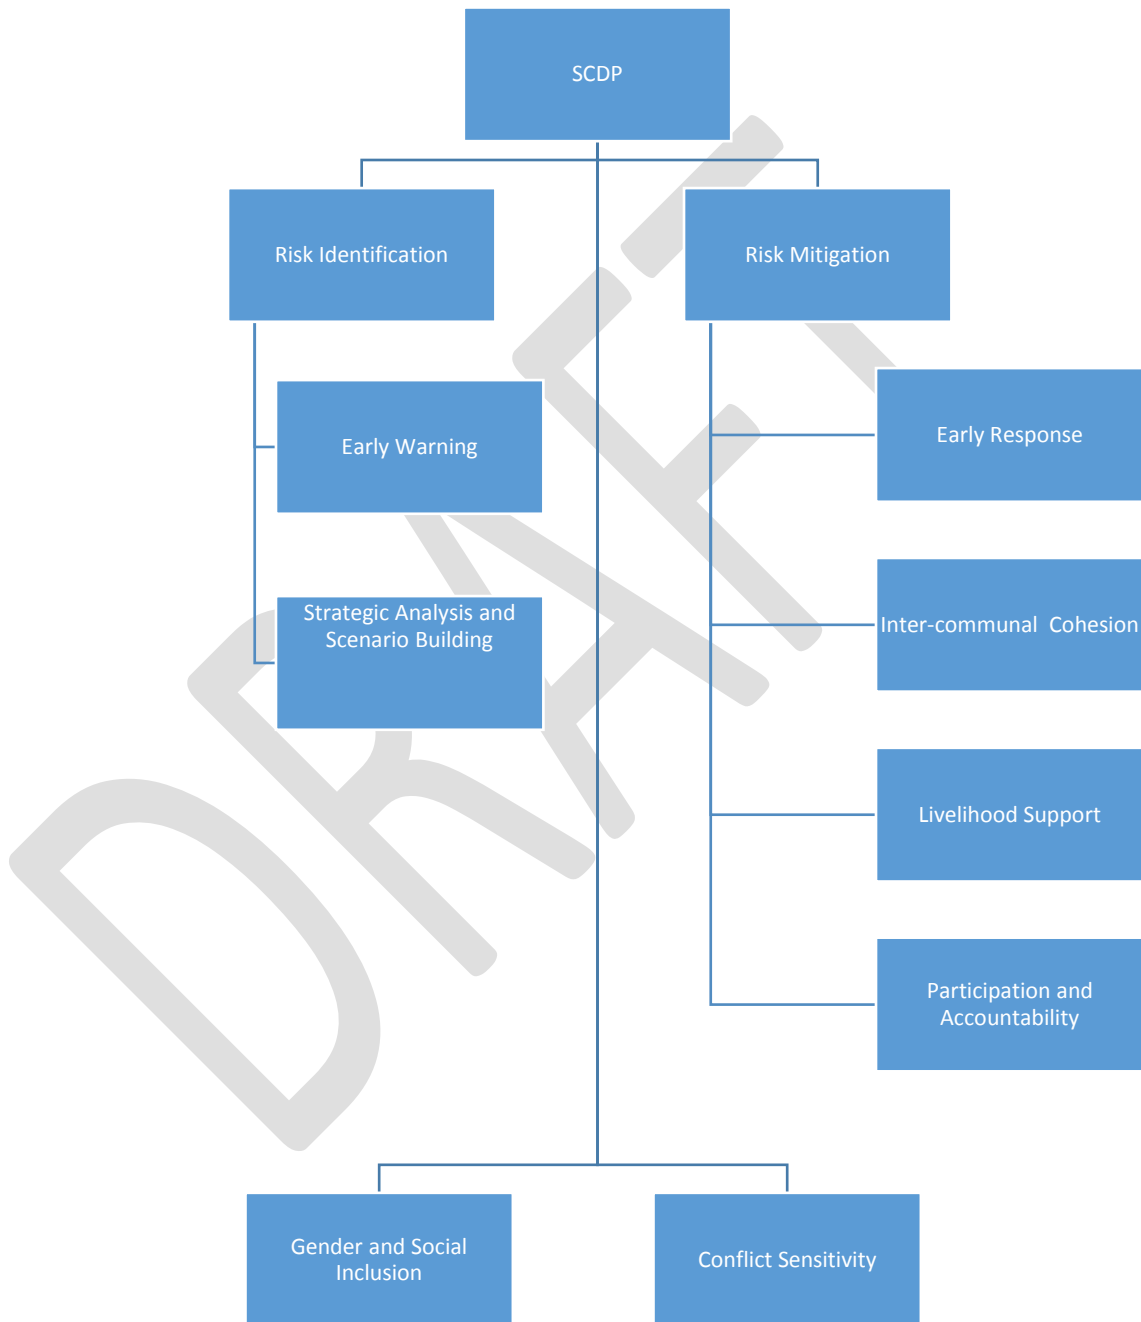 SCDP
Risk Identification
Risk Mitigation
Early Warning
Early Response
Strategic Analysis and
Scenario Building
Inter-communal  Cohesion
Livelihood Support
Participation and
Accountability
Gender and Social
Inclusion
Conflict Sensitivity
DRAFT